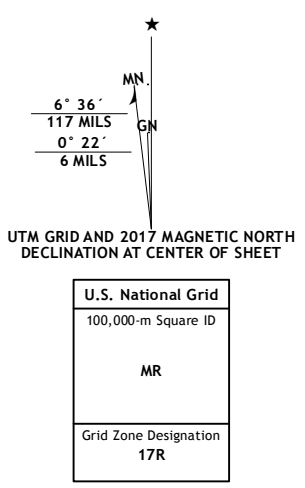 ★
MN
6° 36´
117 MILS
GN
0° 22´
6 MILS
UTM GRID AND 2017 MAGNETIC NORTH
DECLINATION AT CENTER OF SHEET
U.S. National Grid
100,000-m Square ID
MR
Grid Zone Designation
17R